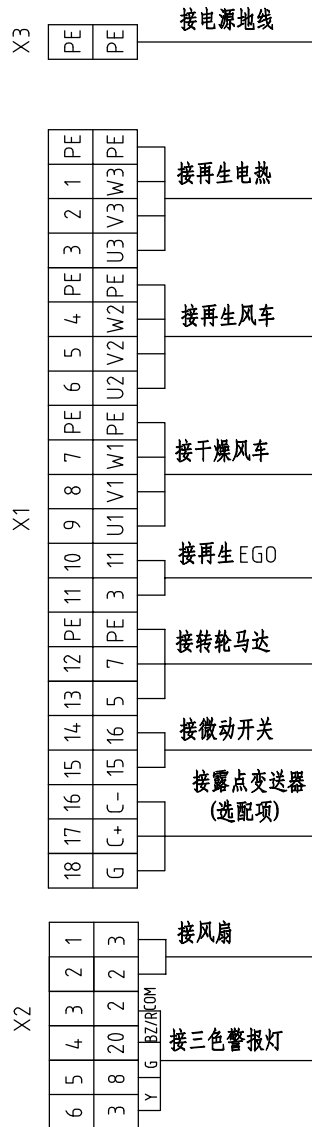 X3
PE PE
接电源地线
X1
PE PE
1 W3
2 V3
3 U3
接再生电热
PE PE
4 W2
5 V2
6 U2
接再生风车
PE PE
7 W1
8 V1
9 U1
接干燥风车
10 11
11 3
接再生EGO
PE PE
12 7
13 5
接转轮马达
14 16
15 15
接微动开关
16 C-
17 C+
18 G
接露点变送器
(选配项)
X2
1 3
2 2
接风扇
3 2 COM
4 20 BZ/R
5 8 G
6 3 Y
接三色警报灯